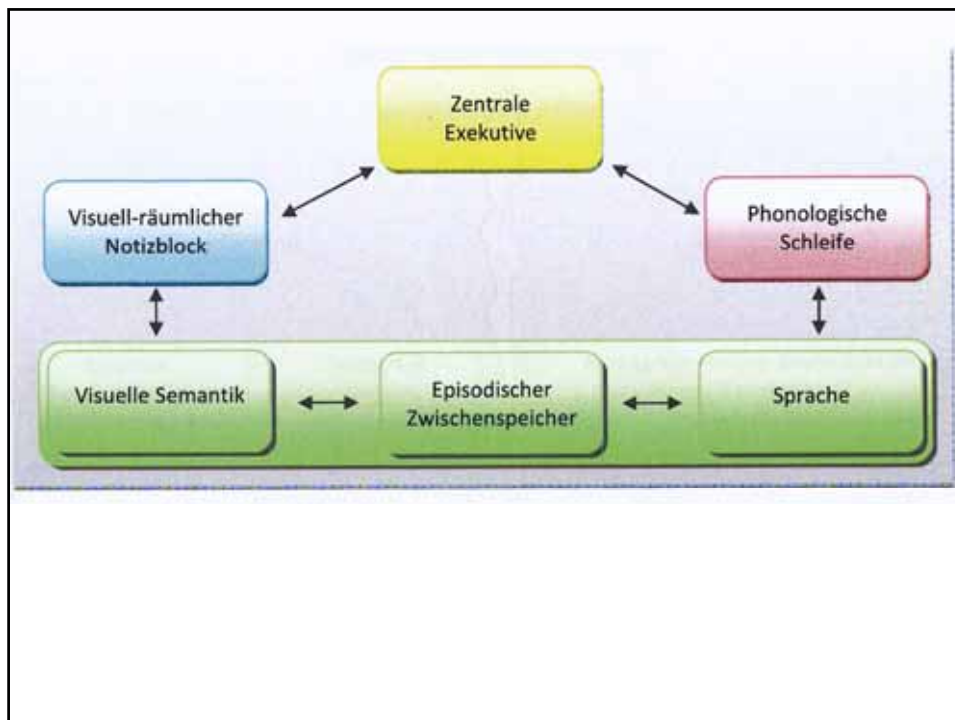 Zentrale
Exekutive
Visuell-räumlicher
Notizblock
Phonologische
Schleife
Visuelle Semantik
Episodischer
Zwischenspeicher
Sprache